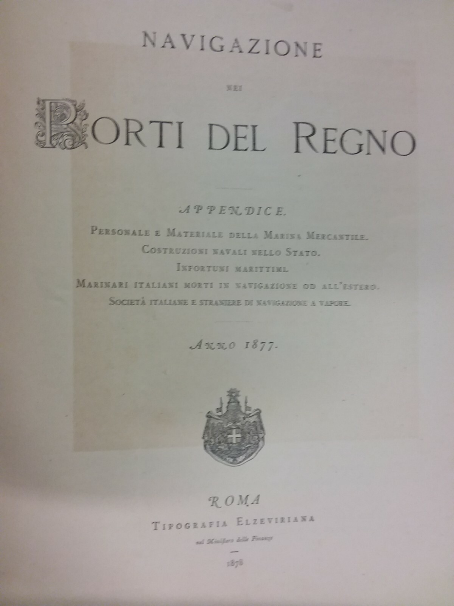 NAVIGAZIONE
NEI
PORTI DEL REGNO
APPENDICE.
PERSONALE E MATERIALE DELLA MARINA MERCANTILE.
COSTRUZIONI NAVALI NELLO STATO.
INFORTUNI MARITTIMI.
MARINARI ITALIANI MORTI IN NAVIGAZIONE OD ALL'ESTERO.
SOCIETÀ ITALIANE E STRANIERE DI NAVIGAZIONE A VAPORE.
ANNO 1877.
ROMA
TIPOGRAFIA ELZEVIRIANA
nel Ministero delle Finanze
1878